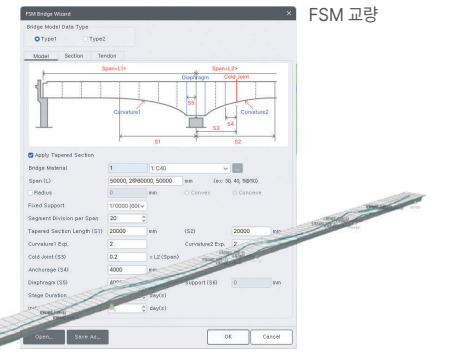 FSM Bridge Wizard
FSM 교량
Bridge Model Data Type
Type1 Type2
Model Section Tendon
Span<L1> Span<L2>
Diaphragm Cold Joint
S5
Curvature1 Curvature2
S4
S3
S1 S2
Apply Tapered Section
Bridge Material 1 1: C40 ...
Span (L) 50000, 2@60000, 50000 mm (ex: 30, 40, 5@50)
Radius 0 mm Convex Concave
Fixed Support 170000 (60)
Segment Division per Span 20
Tapered Section Length (S1) 20000 mm (S2) 20000 mm
Curvature1 Exp. 2 Curvature2 Exp. 2
Cold Joint (S3) 0.2 x L2 (Span)
Anchorage (S4) 4000 mm
Diaphragm (S5) mm Support (S6) 0 mm
Stage Duration day(s)
day(s)
Open... Save As... OK Cancel